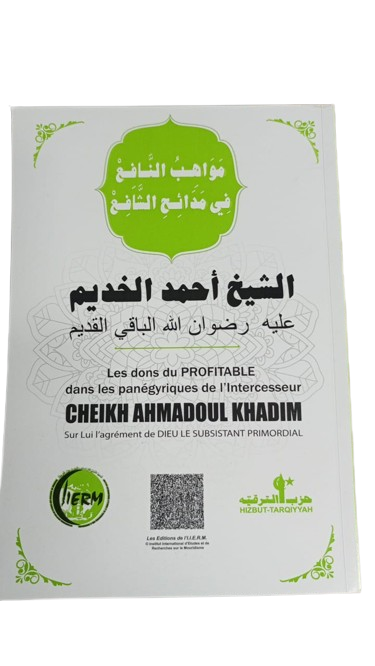 مَوَاهِبُ النَّافِعْ
فِي مَدَائِحِ الشَّافِعْ
الشيخ أحمد الخديم
عليه رضوان الله الباقي القديم
Les dons du PROFITABLE
dans les panégyriques de l'Intercesseur
CHEIKH AHMADOUL KHADIM
Sur Lui l'agrément de DIEU LE SUBSISTANT PRIMORDIAL
IIERM
Les Editions de l'I.I.E.R.M.
حزب الترقية
HIZBUT-TARQIYYAH